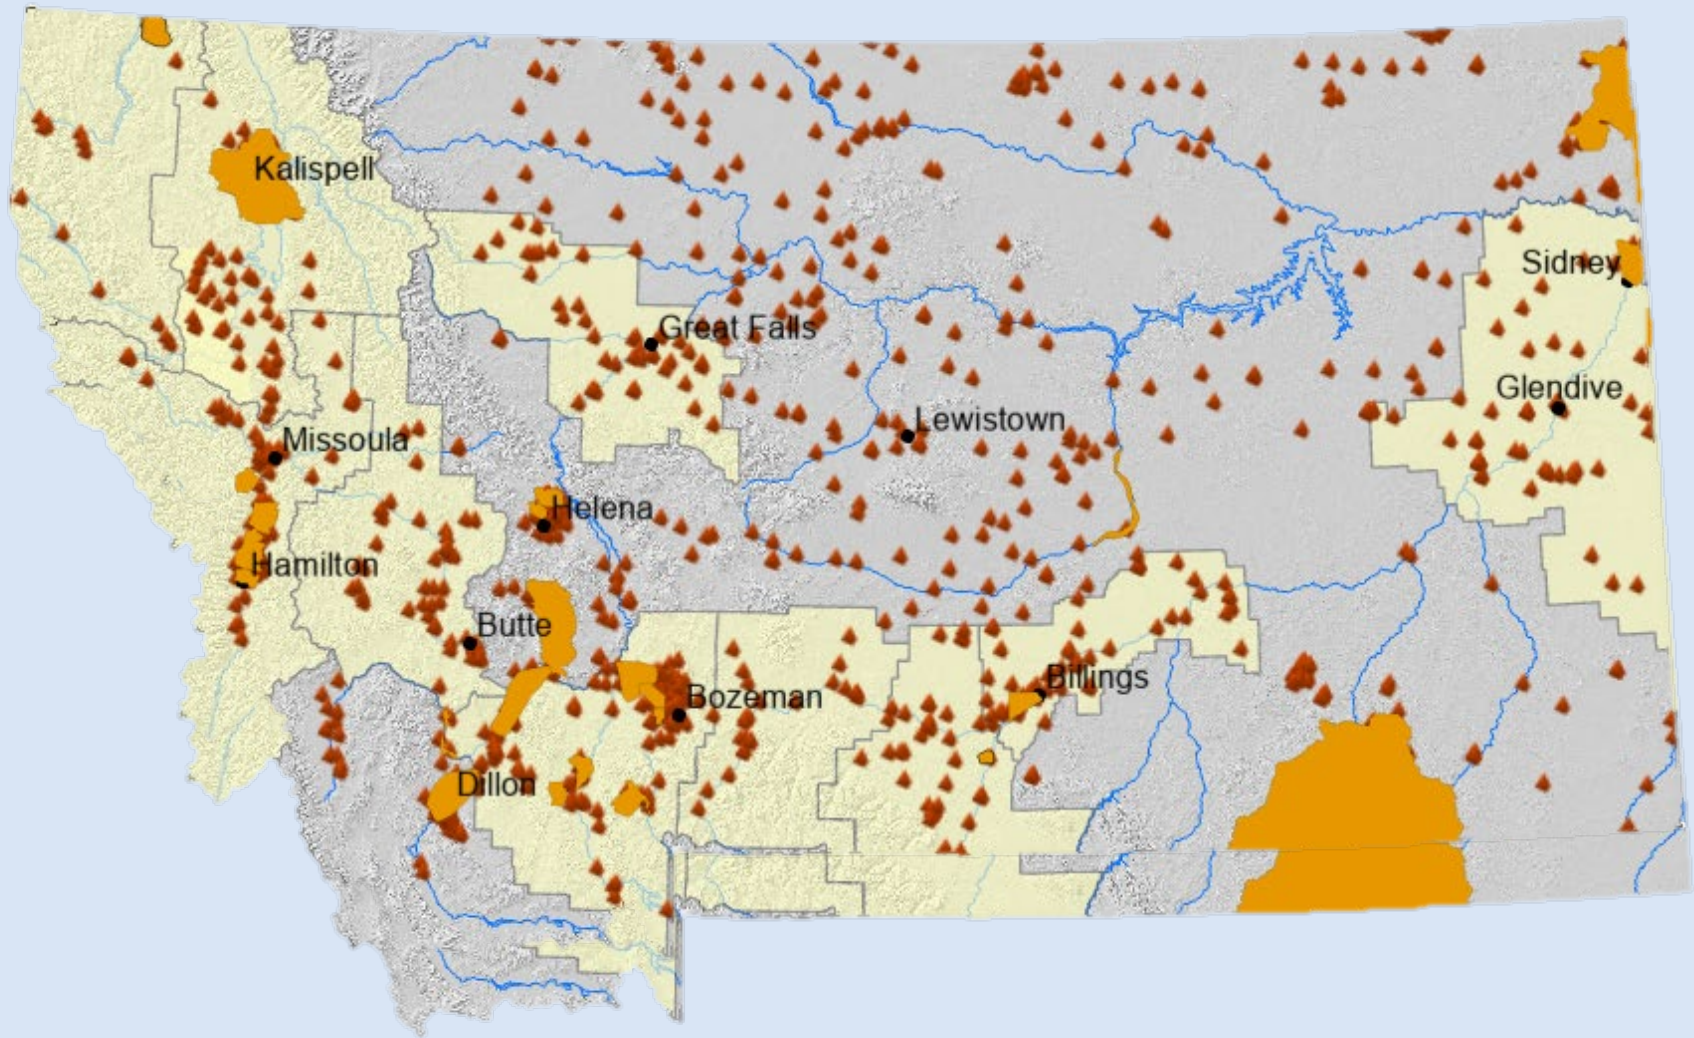 Kalispell
Sidney
Great Falls
Glendive
Lewistown
Missoula
Helena
Hamilton
Butte
Billings
Bozeman
Dillon